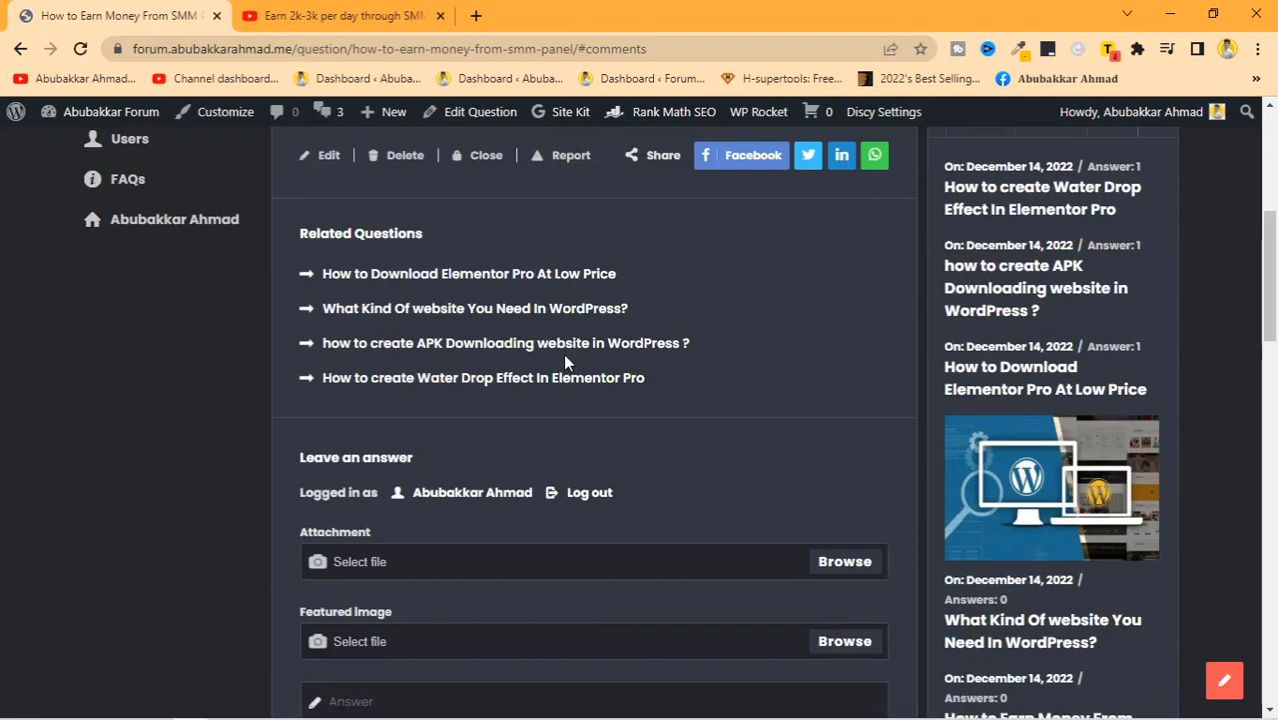 How to Earn Money From SMM
Earn 2k-3k per day through SMM
forum.abubakkarahmad.me/question/how-to-earn-money-from-smm-panel/#comments
Abubakkar Ahmad...
Channel dashboard...
Dashboard ‹ Abuba...
Dashboard ‹ Abuba...
Dashboard ‹ Forum...
H-supertools: Free...
2022's Best Selling...
Abubakkar Ahmad
»
Abubakkar Forum
Customize
0
3
New
Edit Question
Site Kit
Rank Math SEO
WP Rocket
0
Discy Settings
Howdy, Abubakkar Ahmad
Users
FAQs
Abubakkar Ahmad
Edit
Delete
Close
Report
Share
Facebook
Related Questions
How to Download Elementor Pro At Low Price
What Kind Of website You Need In WordPress?
how to create APK Downloading website in WordPress ?
How to create Water Drop Effect In Elementor Pro
Leave an answer
Logged in as Abubakkar Ahmad Log out
Attachment
Select file
Browse
Featured image
Select file
Browse
Answer
On: December 14, 2022 / Answer: 1
How to create Water Drop
Effect In Elementor Pro
On: December 14, 2022 / Answer: 1
how to create APK
Downloading website in
WordPress ?
On: December 14, 2022 / Answer: 1
How to Download
Elementor Pro At Low Price
On: December 14, 2022 /
Answers: 0
What Kind Of website You
Need In WordPress?
On: December 14, 2022 /
Answers: 0
How to Earn Money From